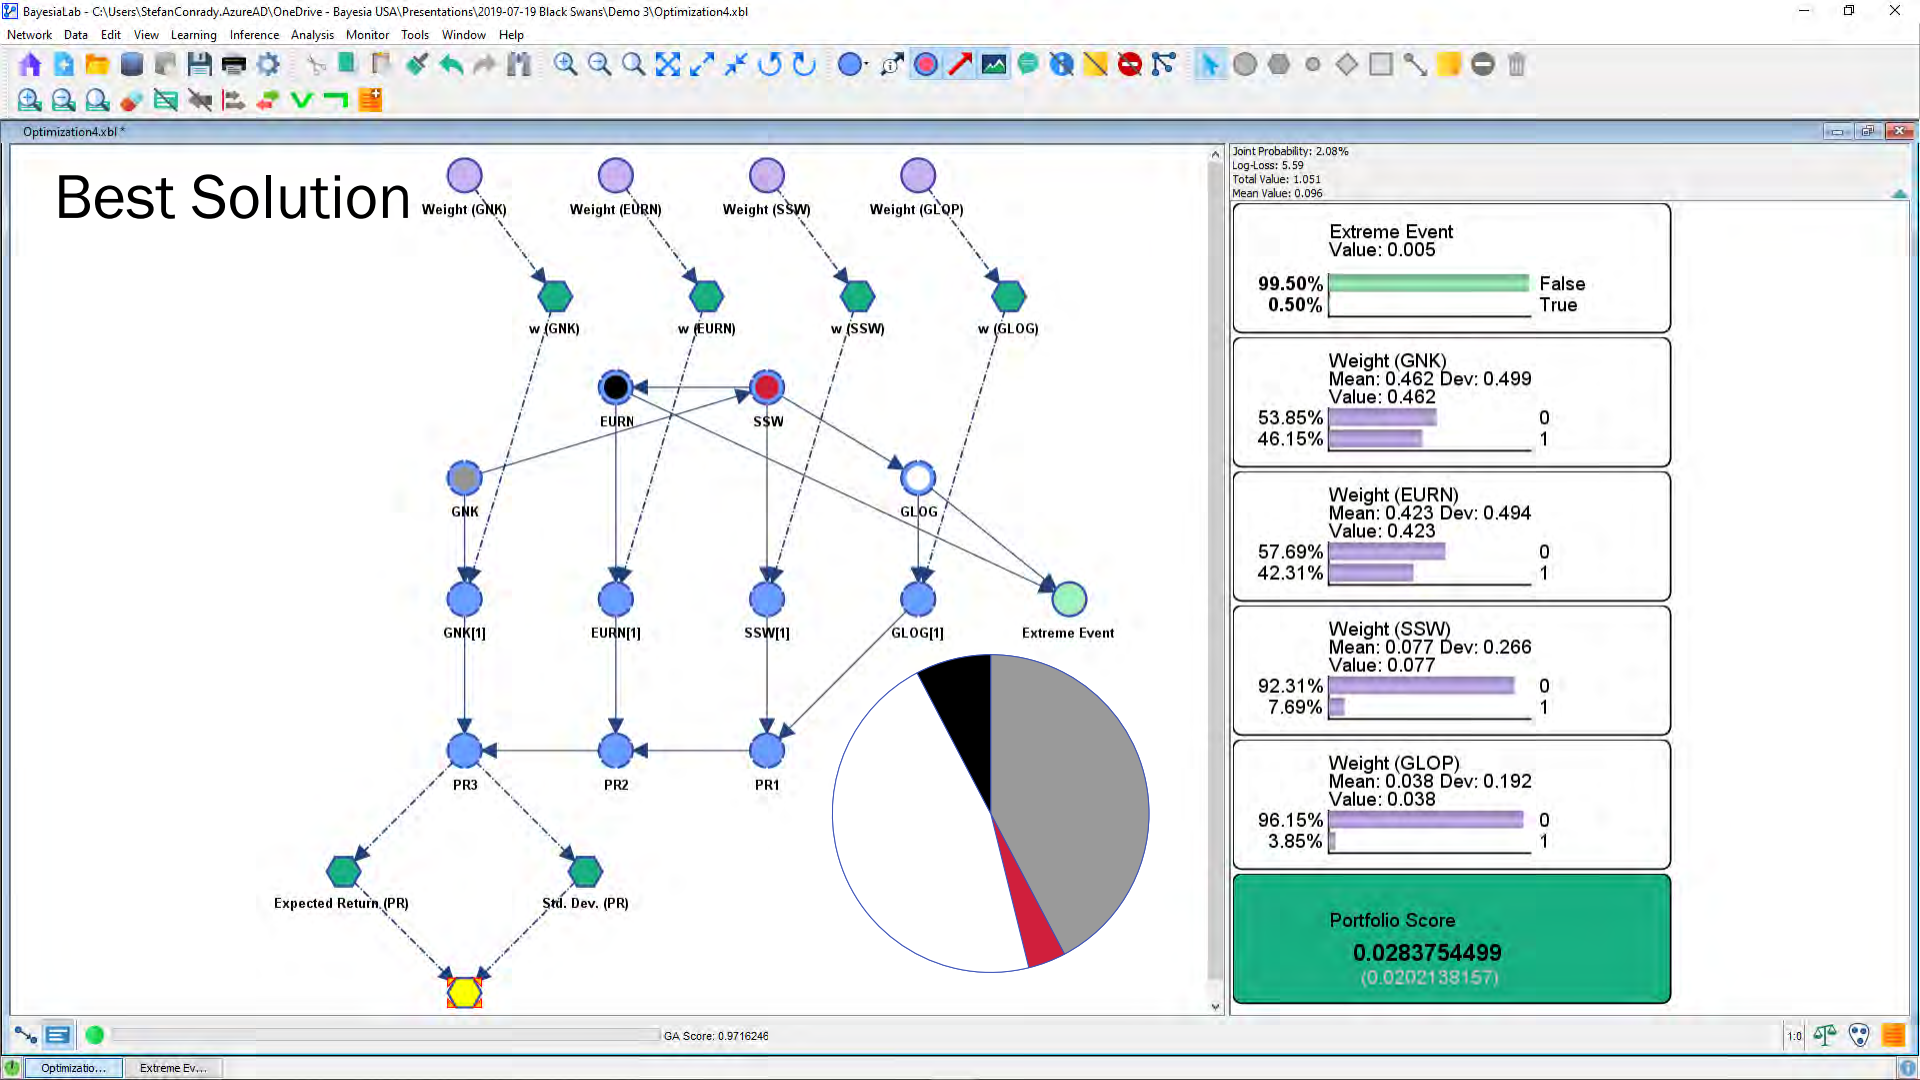 BayesiaLab - C:\Users\StefanConrady.AzureAD\OneDrive - Bayesia USA\Presentations\2019-07-19 Black Swans\Demo 3\Optimization4.xbl
Network Data Edit View Learning Inference Analysis Monitor Tools Window Help
Optimization4.xbl *
Best Solution
Weight (GNK) Weight (EURN) Weight (SSW) Weight (GLOP)
w (GNK) w (EURN) w (SSW) w (GLOG)
EURN SSW
GNK GLOG
GNK[1] EURN[1] SSW[1] GLOG[1] Extreme Event
PR3 PR2 PR1
Expected Return (PR) Std. Dev. (PR)
Joint Probability: 2.08%
Log-Loss: 5.59
Total Value: 1.051
Mean Value: 0.096
Extreme Event
Value: 0.005
99.50% False
0.50% True
Weight (GNK)
Mean: 0.462 Dev: 0.499
Value: 0.462
53.85% 0
46.15% 1
Weight (EURN)
Mean: 0.423 Dev: 0.494
Value: 0.423
57.69% 0
42.31% 1
Weight (SSW)
Mean: 0.077 Dev: 0.266
Value: 0.077
92.31% 0
7.69% 1
Weight (GLOP)
Mean: 0.038 Dev: 0.192
Value: 0.038
96.15% 0
3.85% 1
Portfolio Score
0.0283754499
(0.0202138157)
GA Score: 0.9716246
1:0
Optimizatio... Extreme Ev...